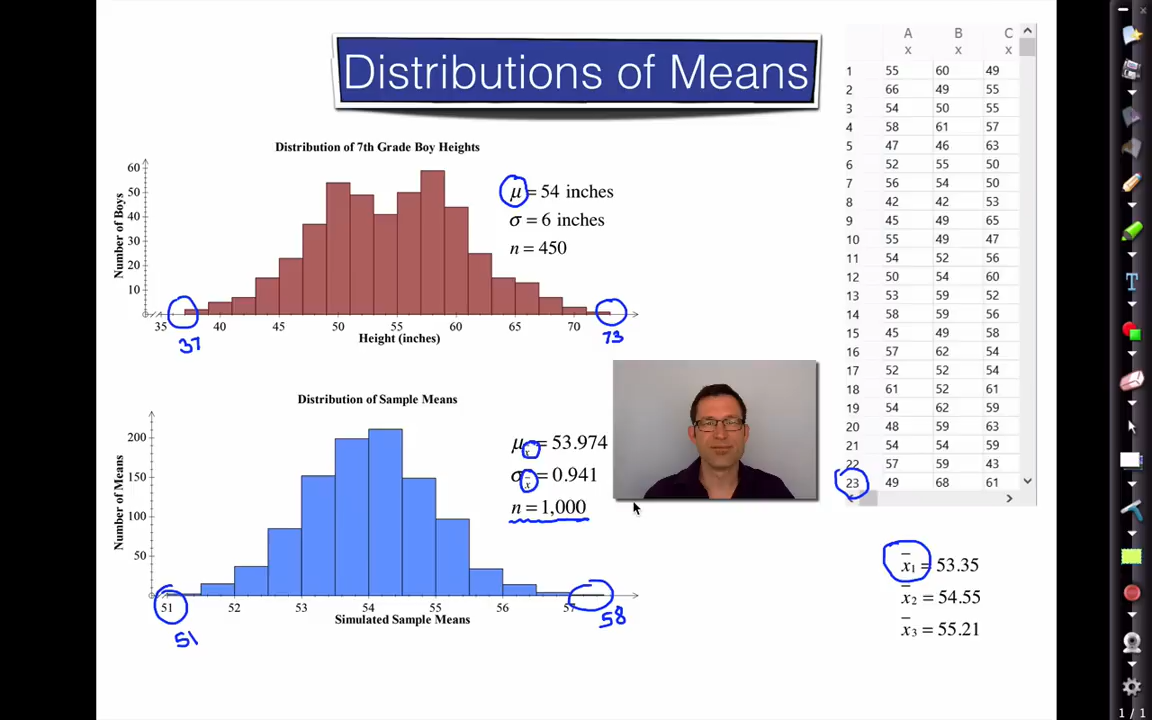 Distributions of Means
Distribution of 7th Grade Boy Heights
Number of Boys
60
50
40
30
20
10
μ = 54 inches
σ = 6 inches
n = 450
35 40 45 50 55 60 65 70
Height (inches)
37
73
Distribution of Sample Means
Number of Means
200
150
100
50
μx̄ = 53.974
σx̄ = 0.941
n = 1,000
51 52 53 54 55 56 57
Simulated Sample Means
51
58
A B C
x x x
1 55 60 49
2 66 49 55
3 54 50 55
4 58 61 57
5 47 46 63
6 52 55 50
7 56 54 50
8 42 42 53
9 45 49 65
10 55 49 47
11 54 52 56
12 50 54 60
13 53 59 52
14 58 59 56
15 45 49 58
16 57 62 54
17 52 52 54
18 61 52 61
19 54 62 59
20 48 59 63
21 54 54 59
22 57 59 43
23 49 68 61
x̄1 = 53.35
x̄2 = 54.55
x̄3 = 55.21
T
1 / 1